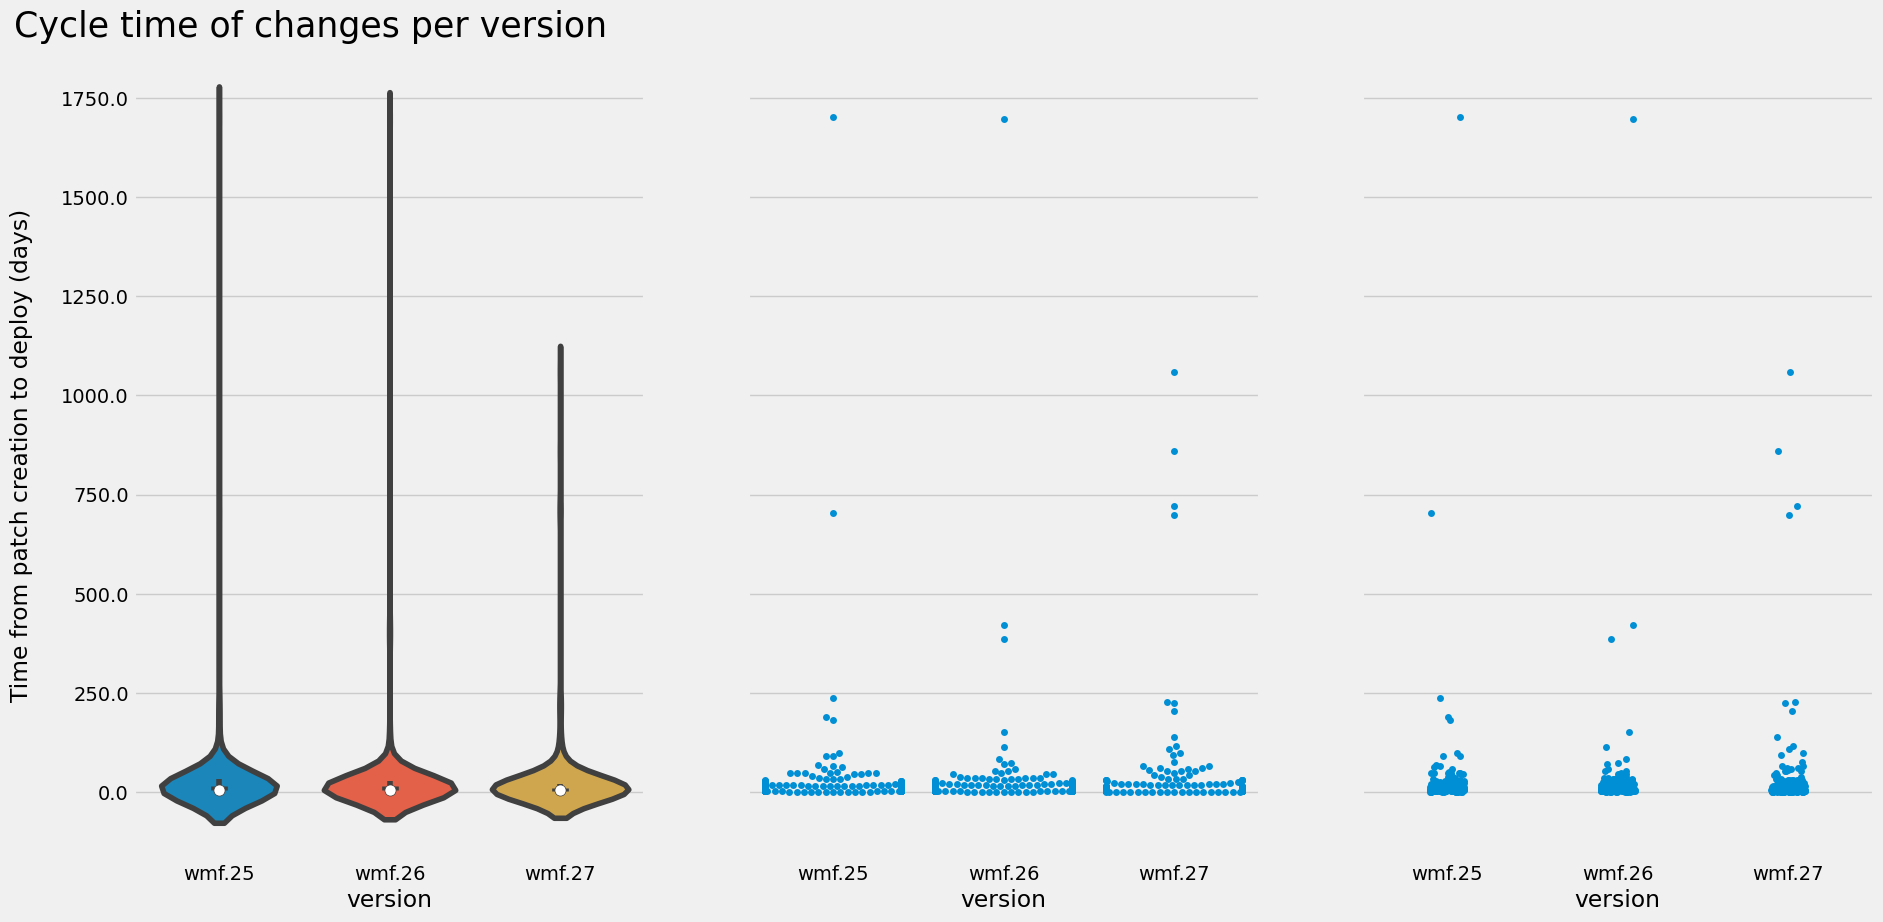 Cycle time of changes per version
Time from patch creation to deploy (days)
1750.0
1500.0
1250.0
1000.0
750.0
500.0
250.0
0.0
wmf.25 wmf.26 wmf.27
version
wmf.25 wmf.26 wmf.27
version
wmf.25 wmf.26 wmf.27
version